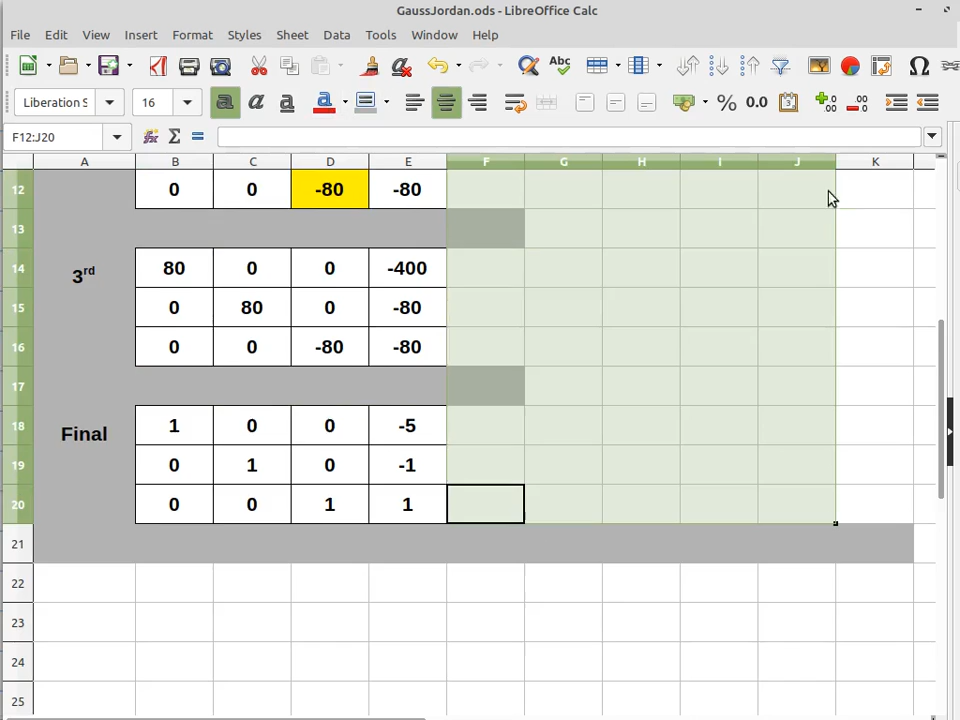 GaussJordan.ods - LibreOffice Calc
File Edit View Insert Format Styles Sheet Data Tools Window Help
Liberation S 16
F12:J20
A B C D E F G H I J K
12 0 0 -80 -80
13
14 3rd 80 0 0 -400
15 0 80 0 -80
16 0 0 -80 -80
17
18 Final 1 0 0 -5
19 0 1 0 -1
20 0 0 1 1
21
22
23
24
25